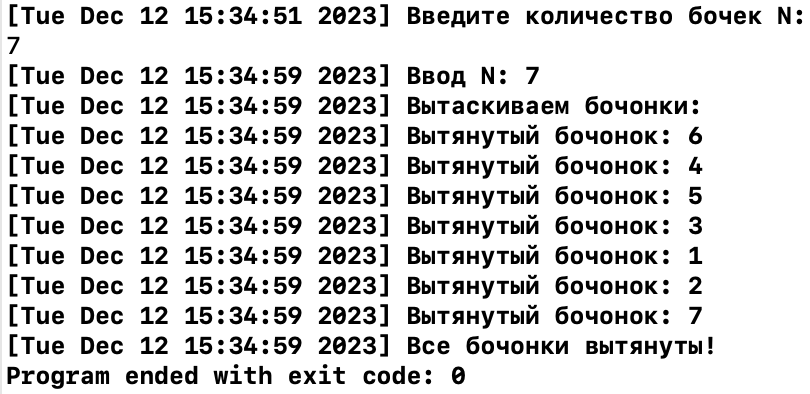 [Tue Dec 12 15:34:51 2023] Введите количество бочек N:
7
[Tue Dec 12 15:34:59 2023] Ввод N: 7
[Tue Dec 12 15:34:59 2023] Вытаскиваем бочонки:
[Tue Dec 12 15:34:59 2023] Вытянутый бочонок: 6
[Tue Dec 12 15:34:59 2023] Вытянутый бочонок: 4
[Tue Dec 12 15:34:59 2023] Вытянутый бочонок: 5
[Tue Dec 12 15:34:59 2023] Вытянутый бочонок: 3
[Tue Dec 12 15:34:59 2023] Вытянутый бочонок: 1
[Tue Dec 12 15:34:59 2023] Вытянутый бочонок: 2
[Tue Dec 12 15:34:59 2023] Вытянутый бочонок: 7
[Tue Dec 12 15:34:59 2023] Все бочонки вытянуты!
Program ended with exit code: 0